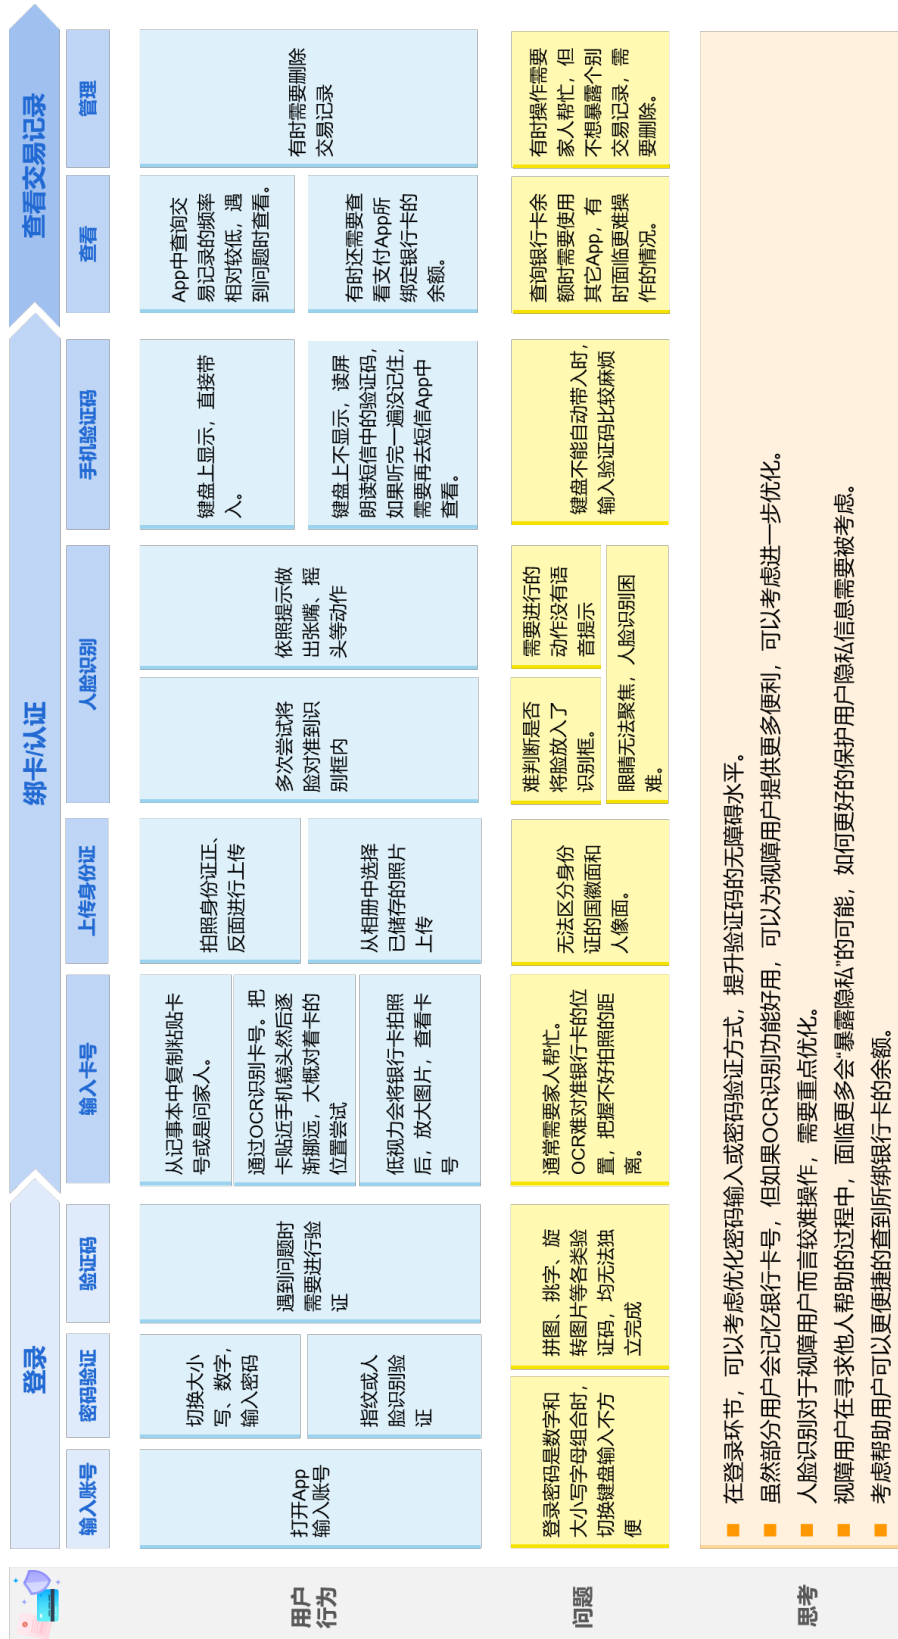 登录
绑卡/认证
查看交易记录
输入账号
密码验证
验证码
输入卡号
上传身份证
人脸识别
手机验证码
查看
管理
用户
行为
打开App
输入账号
切换大小
写、数字，
输入密码
指纹或人
脸识别验
证
遇到问题时
需要进行验
证
从记事本中复制粘贴卡
号或是问家人。
通过OCR识别卡号。把
卡贴近手机镜头然后逐
渐挪远，大概对着卡的
位置尝试
低视力会将银行卡拍照
后，放大图片，查看卡
号
拍照身份证正、
反面进行上传
从相册中选择
已储存的照片
上传
多次尝试将
脸对准到识
别框内
依照提示做
出张嘴、摇
头等动作
键盘上显示，直接带
入。
键盘上不显示，读屏
朗读短信中的验证码，
如果听完一遍没记住，
需要再去短信App中
查看。
App中查询交
易记录的频率
相对较低，遇
到问题时查看。
有时还需要查
看支付App所
绑定银行卡的
余额。
有时需要删除
交易记录
问题
登录密码是数字和
大小写字母组合时，
切换键盘输入不方
便
拼图、挑字、旋
转图片等各类验
证码，均无法独
立完成
通常需要家人帮忙。
OCR难对准银行卡的位
置，把握不好拍照的距
离。
无法区分身份
证的国徽面和
人像面。
难判断是否
将脸放入了
识别框。
需要进行的
动作没有语
音提示
眼睛无法聚焦，人脸识别困
难。
键盘不能自动带入时，
输入验证码比较麻烦
查询银行卡余
额时需要使用
其它App，有
时面临更难操
作的情况。
有时操作需要
家人帮忙，但
不想暴露个别
交易记录，需
要删除。
思考
在登录环节，可以考虑优化密码输入或密码验证方式，提升验证码的无障碍水平。
虽然部分用户会记忆银行卡号，但如果OCR识别功能好用，可以为视障用户提供更多便利，可以考虑进一步优化。
人脸识别对于视障用户而言较难操作，需要重点优化。
视障用户在寻求他人帮助的过程中，面临更多会“暴露隐私”的可能，如何更好的保护用户隐私信息需要被考虑。
考虑帮助用户可以更便捷的查到所绑银行卡的余额。